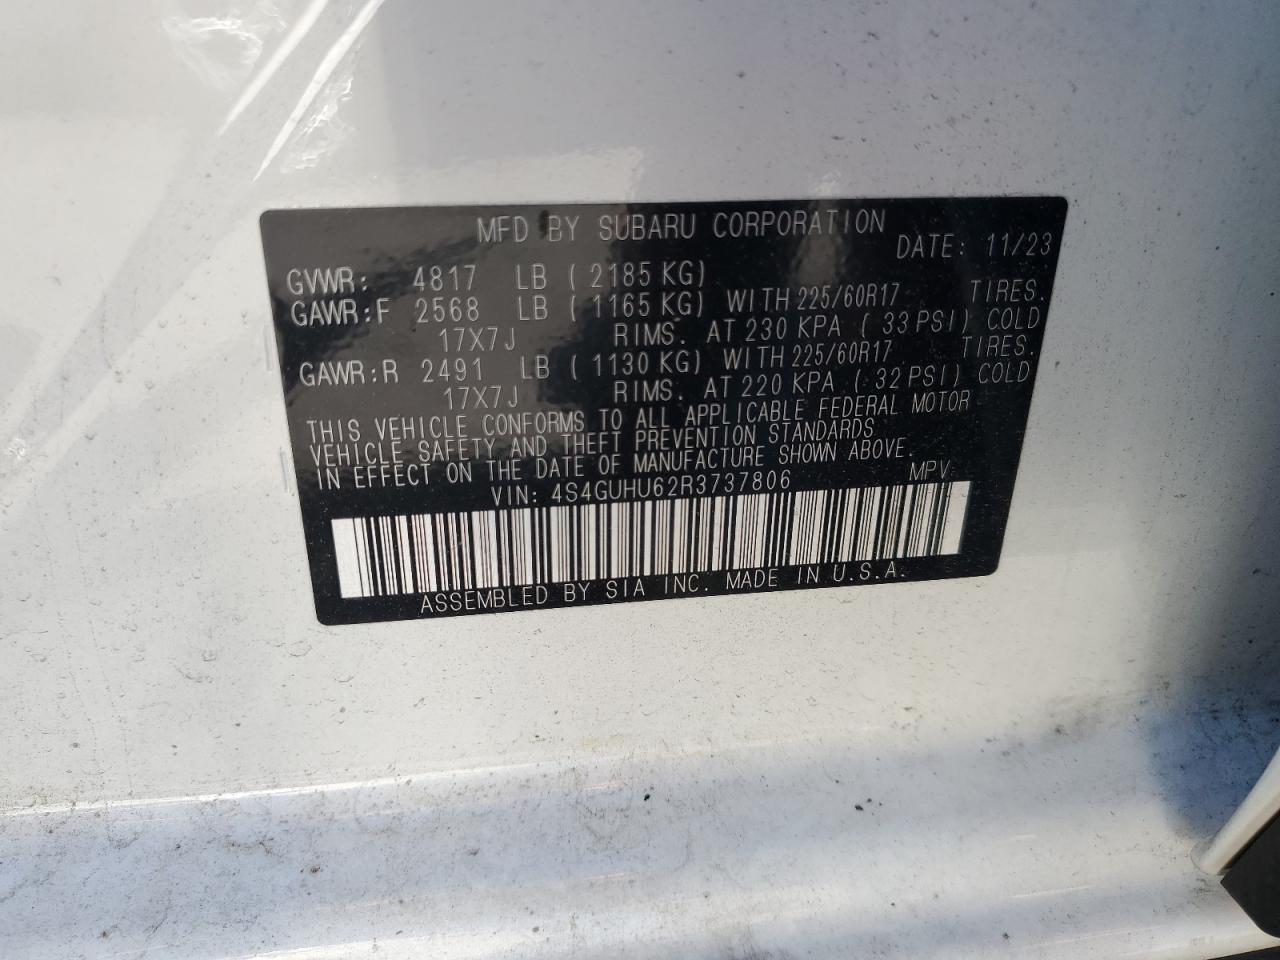 MFD BY SUBARU CORPORATION
DATE: 11/23
GVWR: 4817 LB ( 2185 KG)
GAWR:F 2568 LB ( 1165 KG) WITH 225/60R17 TIRES.
17X7J RIMS. AT 230 KPA ( 33 PSI) COLD
GAWR:R 2491 LB ( 1130 KG) WITH 225/60R17 TIRES.
17X7J RIMS. AT 220 KPA ( 32 PSI) COLD
THIS VEHICLE CONFORMS TO ALL APPLICABLE FEDERAL MOTOR
VEHICLE SAFETY AND THEFT PREVENTION STANDARDS
IN EFFECT ON THE DATE OF MANUFACTURE SHOWN ABOVE.
VIN: 4S4GUHU62R3737806 MPV
ASSEMBLED BY SIA INC. MADE IN U.S.A.